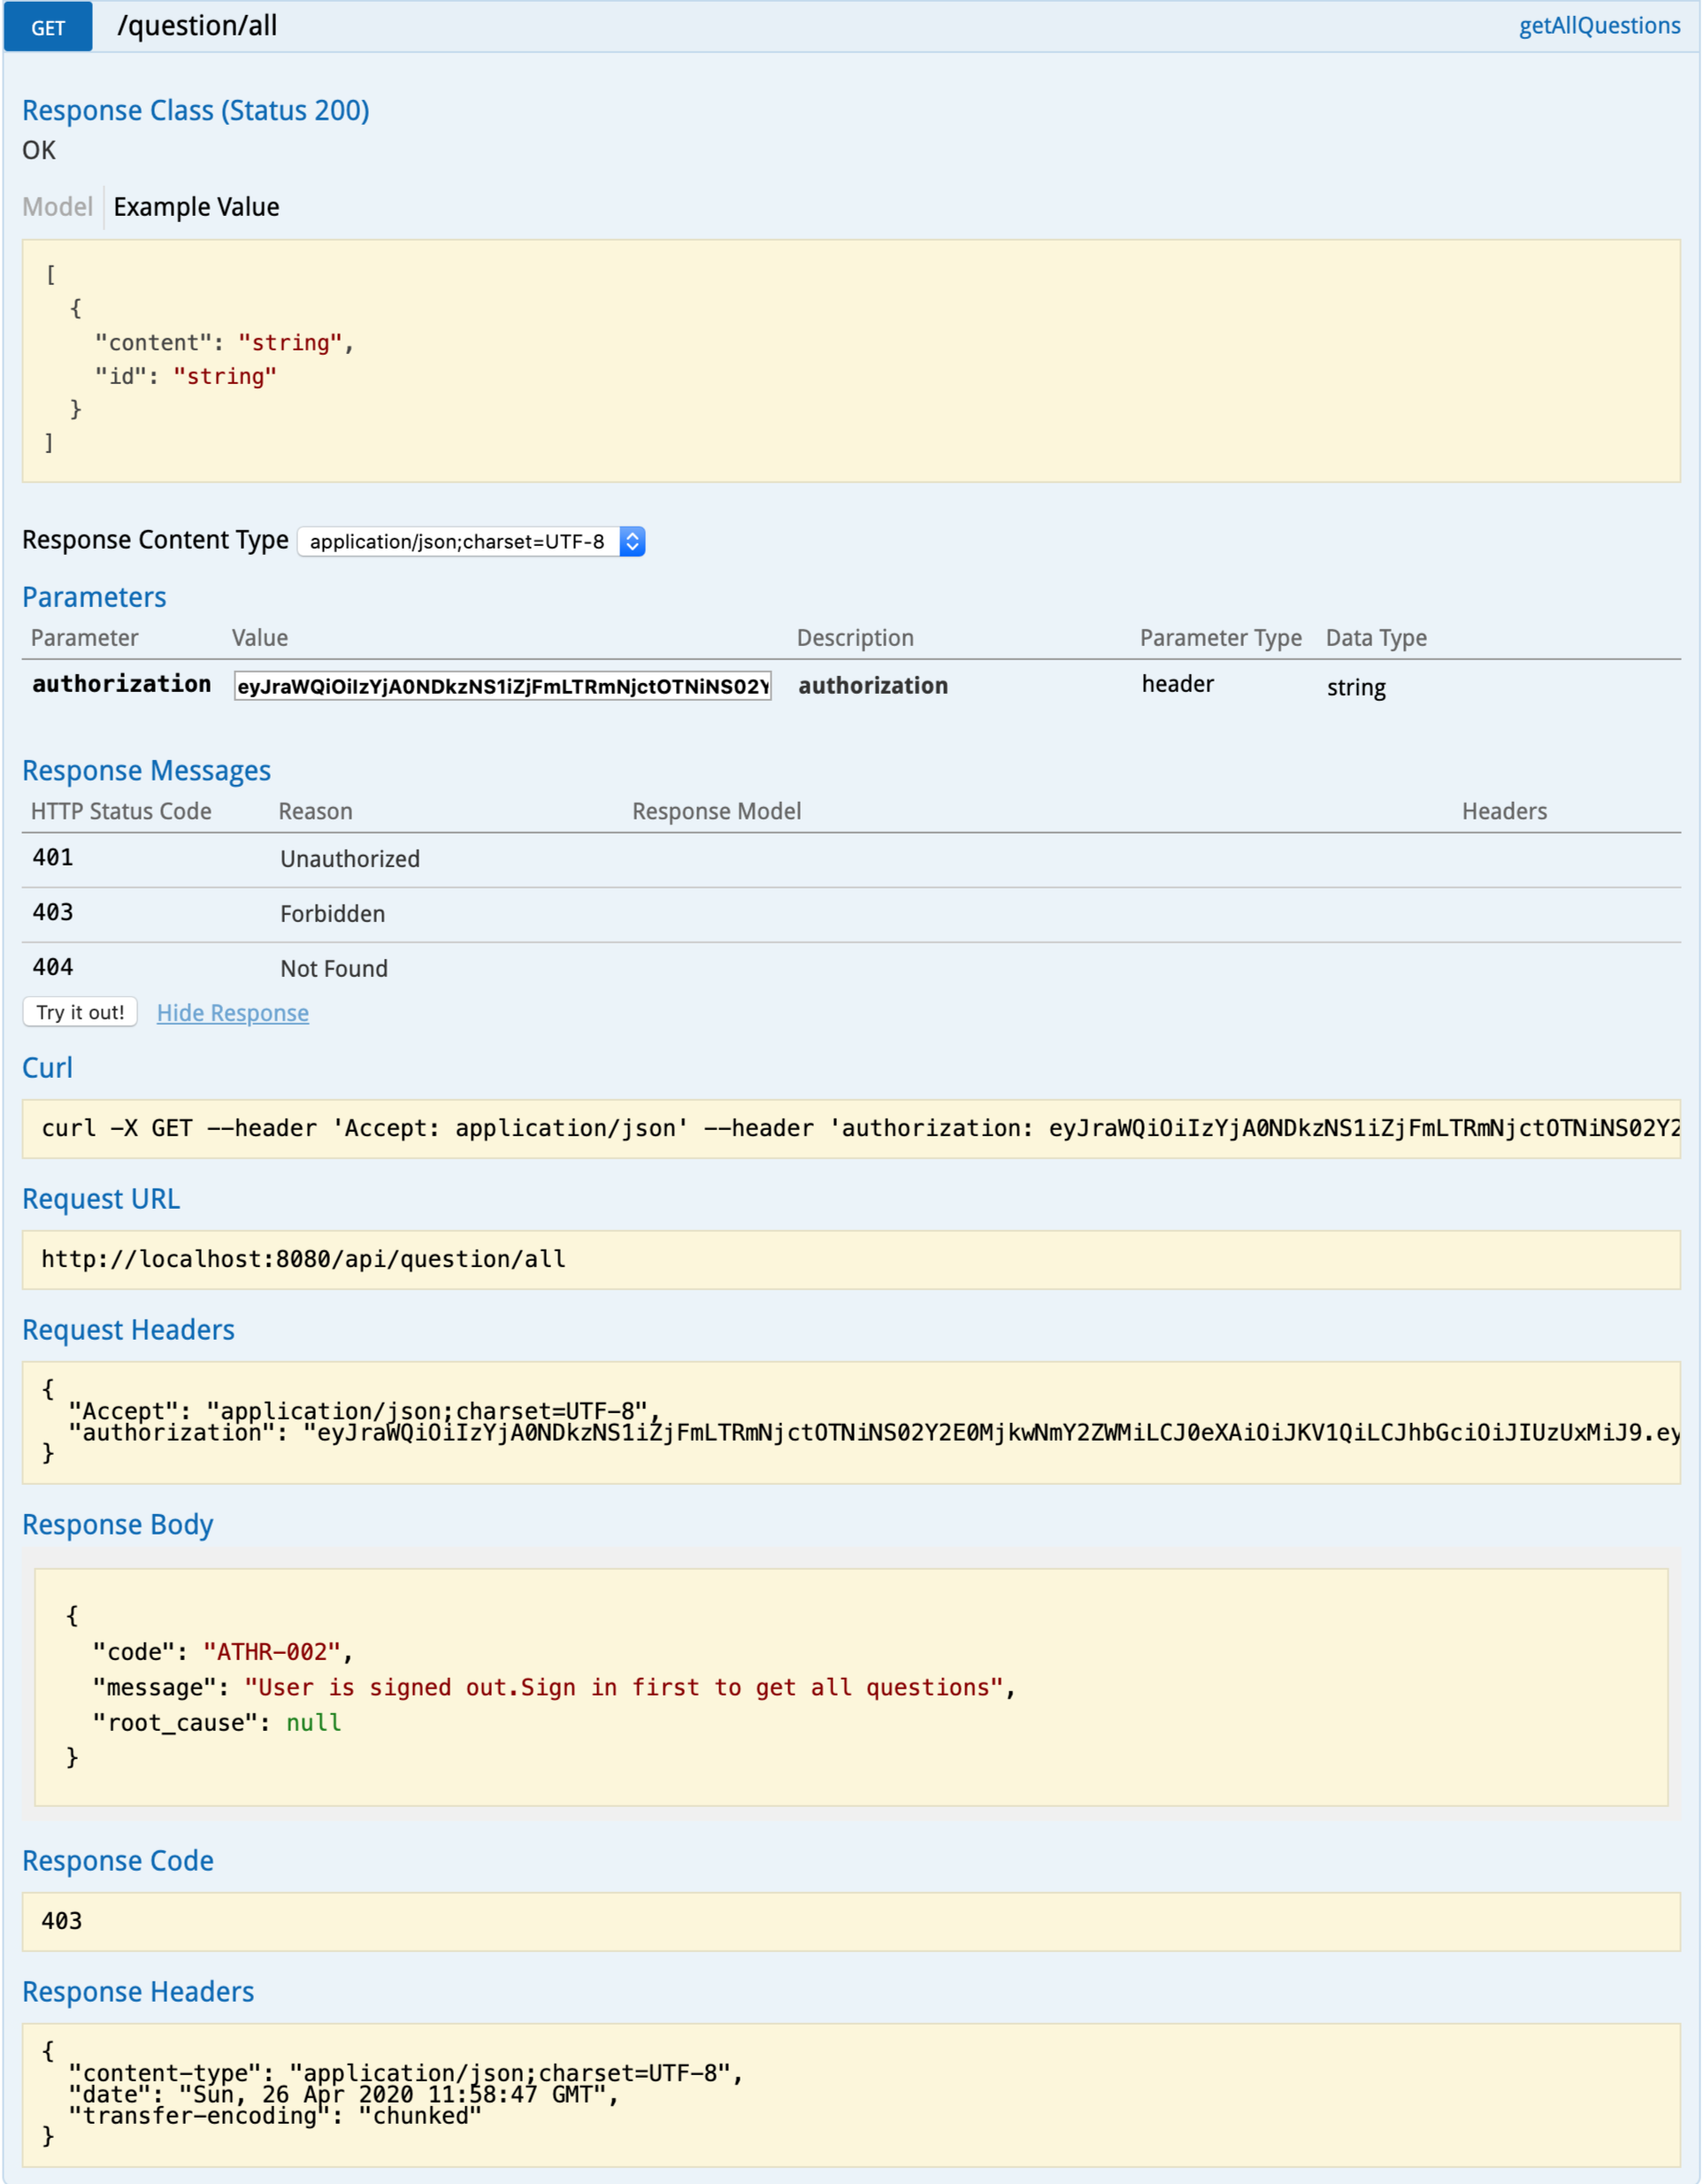 GET /question/all getAllQuestions
Response Class (Status 200)
OK
Model Example Value
[
{
"content": "string",
"id": "string"
}
]
Response Content Type application/json;charset=UTF-8
Parameters
Parameter Value Description Parameter Type Data Type
authorization eyJraWQiOiIzYjA0NDkzNS1iZjFmLTRmNjctOTNiNS02Y authorization header string
Response Messages
HTTP Status Code Reason Response Model Headers
401 Unauthorized
403 Forbidden
404 Not Found
Try it out! Hide Response
Curl
curl -X GET --header 'Accept: application/json' --header 'authorization: eyJraWQiOiIzYjA0NDkzNS1iZjFmLTRmNjctOTNiNS02Y2
Request URL
http://localhost:8080/api/question/all
Request Headers
{
"Accept": "application/json;charset=UTF-8",
"authorization": "eyJraWQiOiIzYjA0NDkzNS1iZjFmLTRmNjctOTNiNS02Y2E0MjkwNmY2ZWMiLCJ0eXAiOiJKV1QiLCJhbGciOiJIUzUxMiJ9.ey
}
Response Body
{
"code": "ATHR-002",
"message": "User is signed out.Sign in first to get all questions",
"root_cause": null
}
Response Code
403
Response Headers
{
"content-type": "application/json;charset=UTF-8",
"date": "Sun, 26 Apr 2020 11:58:47 GMT",
"transfer-encoding": "chunked"
}